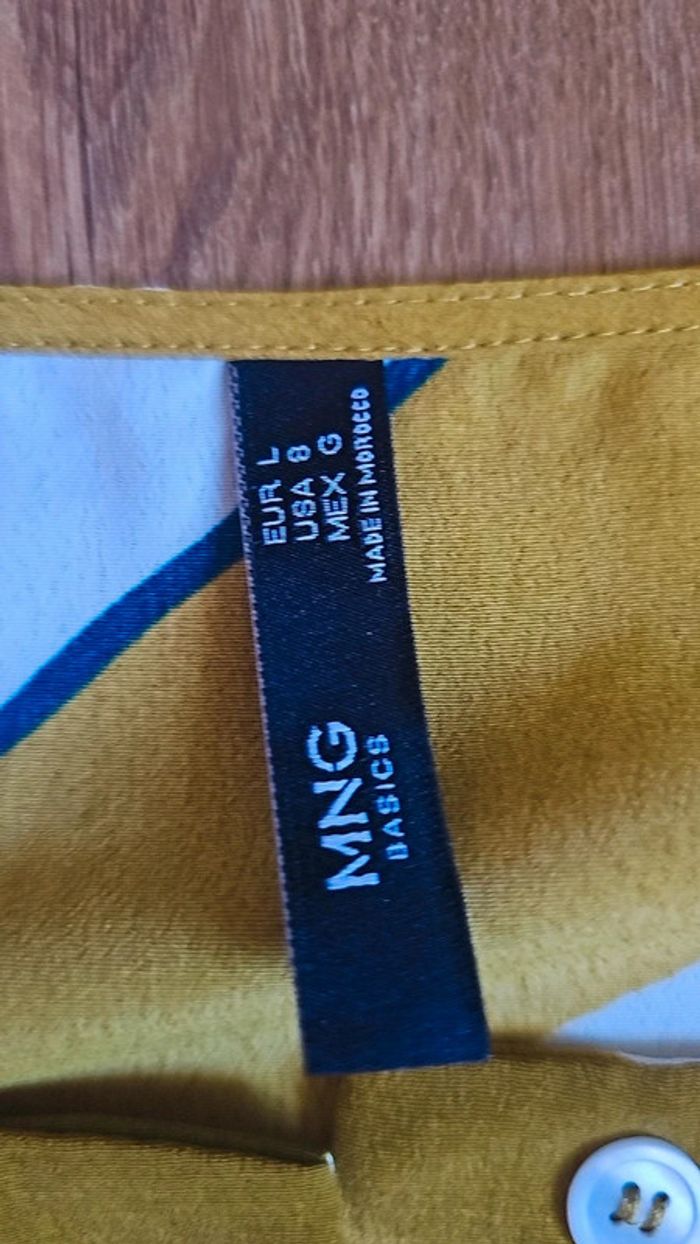 MNG
BASICS
EUR L
USA 8
MEX G
MADE IN MOROCCO